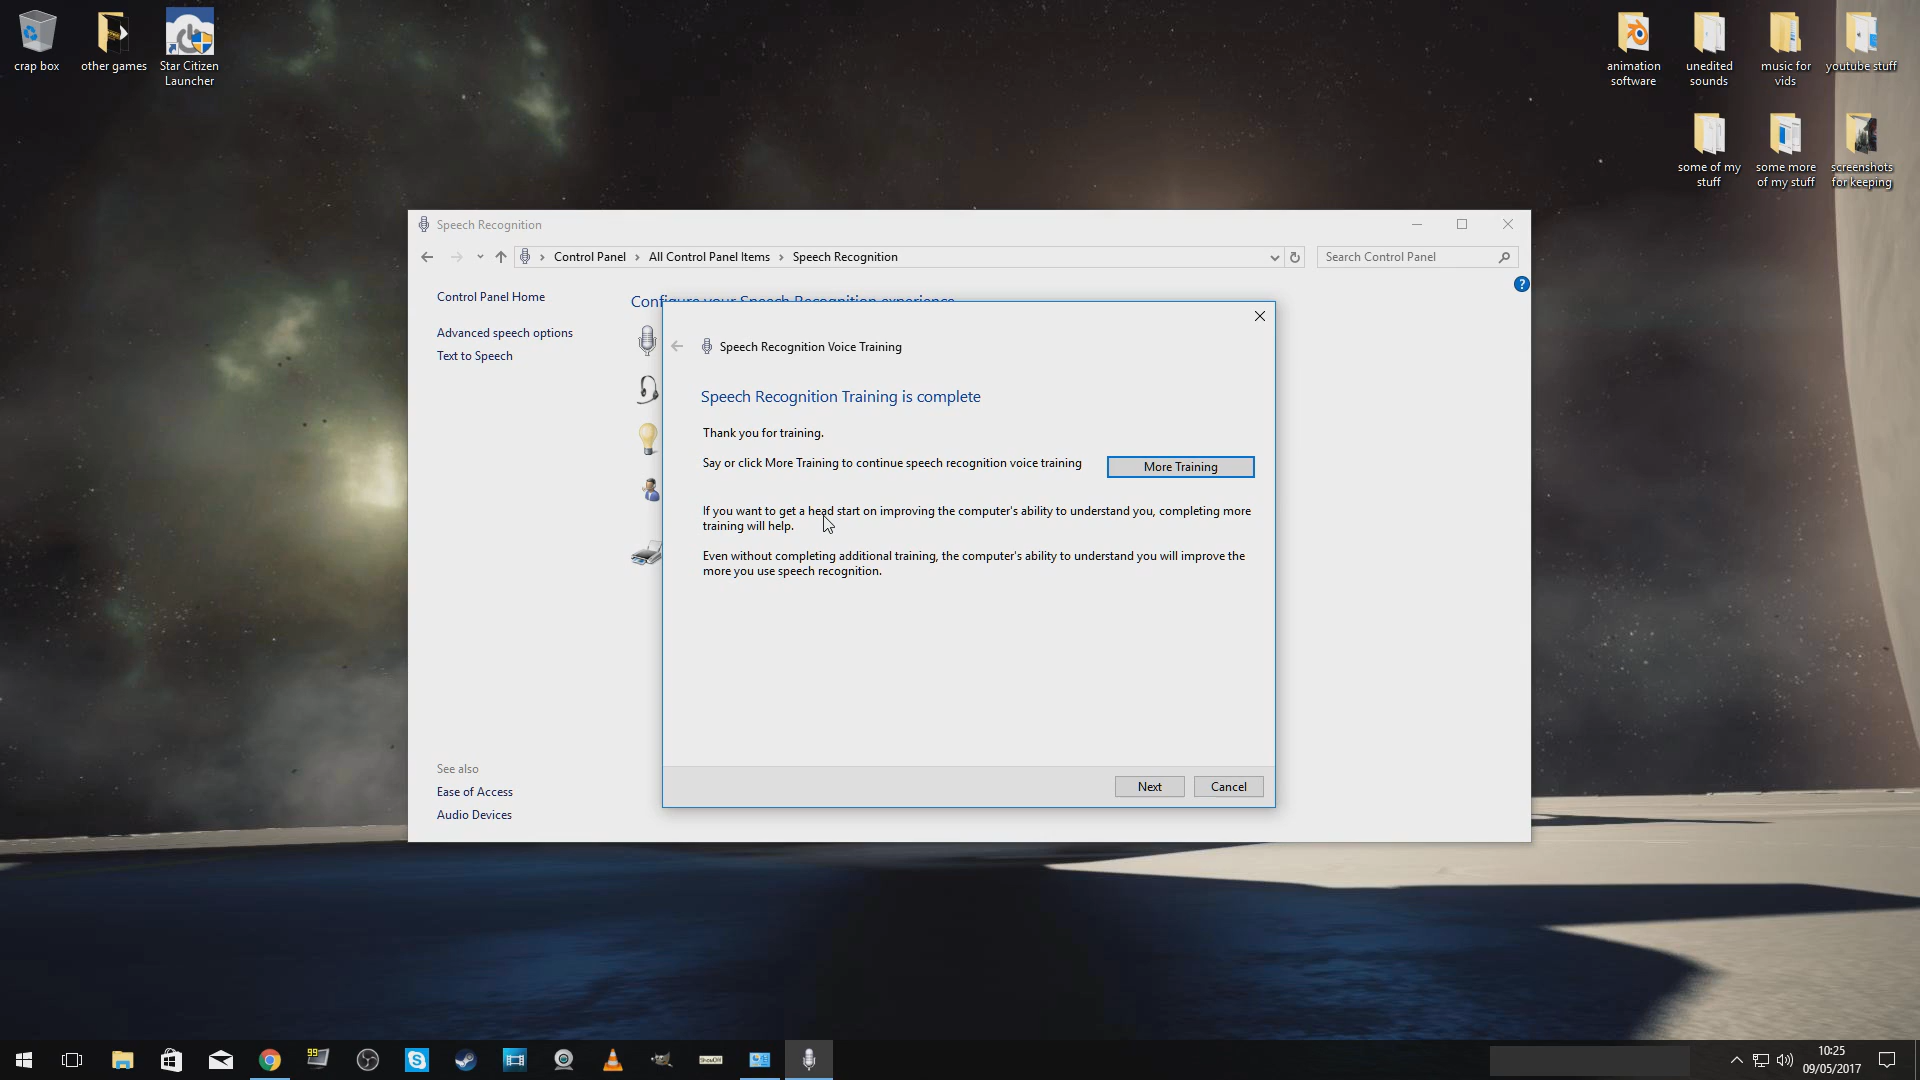 crap box
other games
Star Citizen
Launcher
animation
software
unedited
sounds
music for
vids
youtube stuff
some of my
stuff
some more
of my stuff
screenshots
for keeping
Speech Recognition
Control Panel > All Control Panel Items > Speech Recognition
Search Control Panel
Control Panel Home
Advanced speech options
Text to Speech
Configure your Speech Recognition experience
Speech Recognition Voice Training
Speech Recognition Training is complete
Thank you for training.
Say or click More Training to continue speech recognition voice training
More Training
If you want to get a head start on improving the computer's ability to understand you, completing more
training will help.
Even without completing additional training, the computer's ability to understand you will improve the
more you use speech recognition.
Next
Cancel
See also
Ease of Access
Audio Devices
99
10:25
09/05/2017